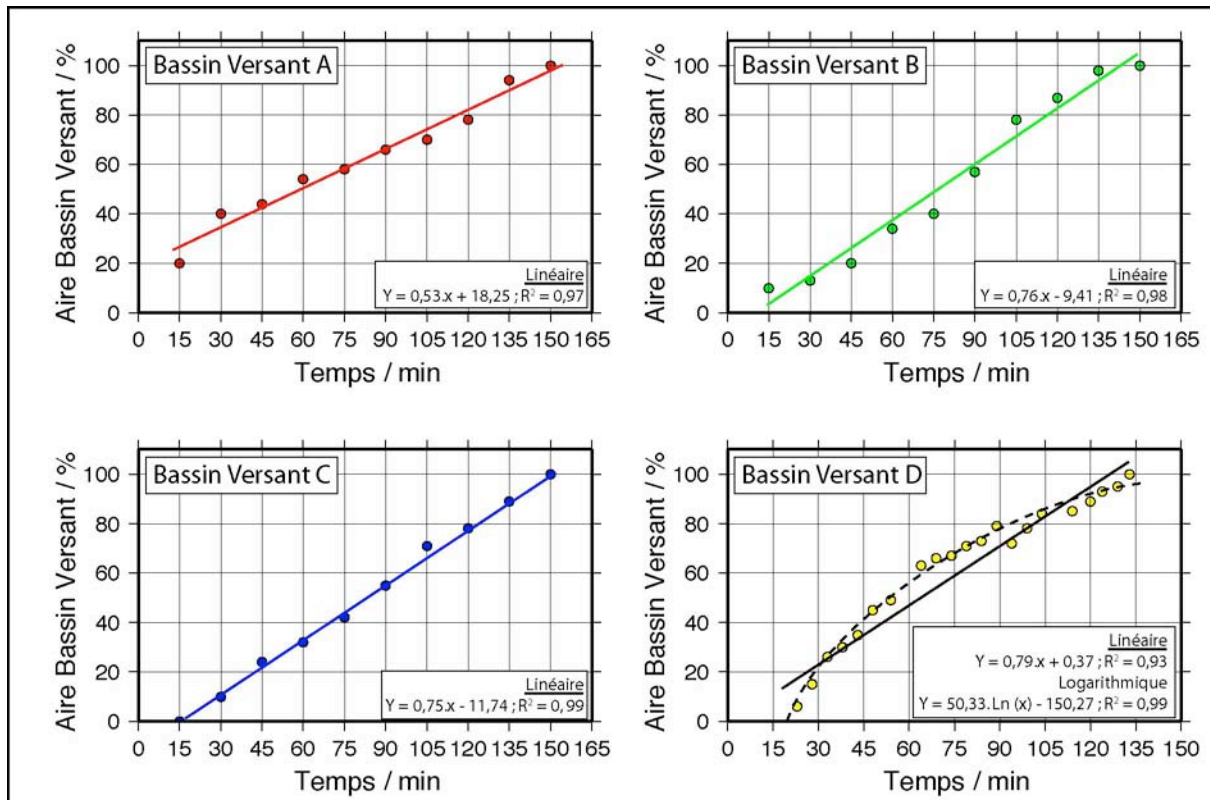 Bassin Versant A
Aire Bassin Versant / %
100
80
60
40
20
0
Linéaire
Y = 0,53.x + 18,25 ; R² = 0,97
0 15 30 45 60 75 90 105 120 135 150 165
Temps / min
Bassin Versant B
Aire Bassin Versant / %
100
80
60
40
20
0
Linéaire
Y = 0,76.x - 9,41 ; R² = 0,98
0 15 30 45 60 75 90 105 120 135 150 165
Temps / min
Bassin Versant C
Aire Bassin Versant / %
100
80
60
40
20
0
Linéaire
Y = 0,75.x - 11,74 ; R² = 0,99
0 15 30 45 60 75 90 105 120 135 150 165
Temps / min
Bassin Versant D
Aire Bassin Versant / %
100
80
60
40
20
0
Linéaire
Y = 0,79.x + 0,37 ; R² = 0,93
Logarithmique
Y = 50,33.Ln (x) - 150,27 ; R² = 0,99
0 15 30 45 60 75 90 105 120 135 150
Temps / min